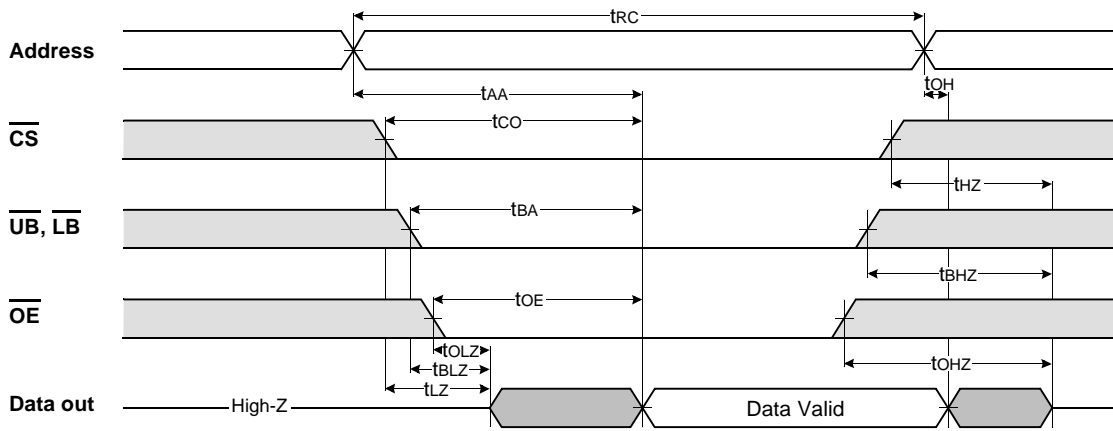 tRC
Address
tOH
tAA
tCO
CS
tHZ
tBA
UB, LB
tBHZ
tOE
OE
tOLZ
tOHZ
tBLZ
tLZ
Data out
High-Z
Data Valid